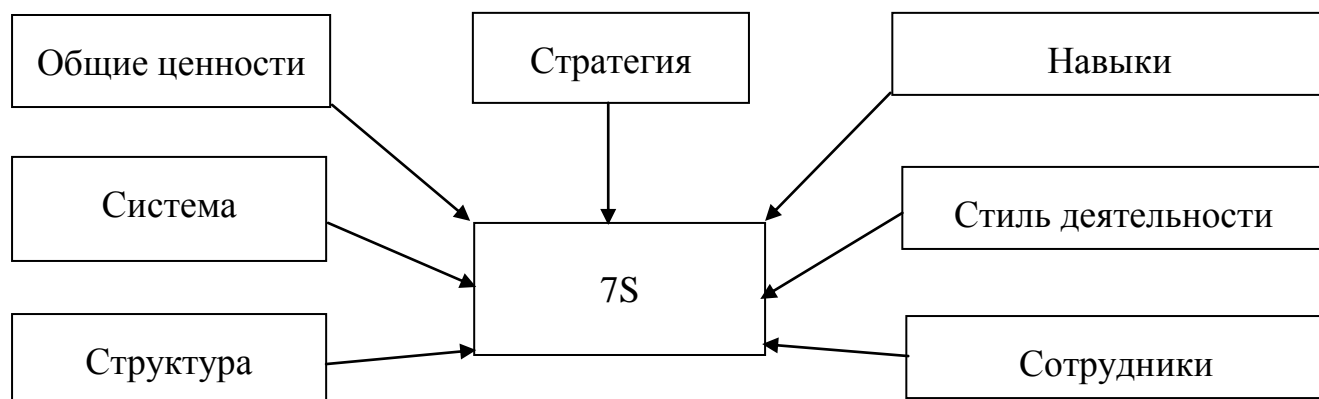 Общие ценности
Стратегия
Навыки
Система
Стиль деятельности
7S
Структура
Сотрудники